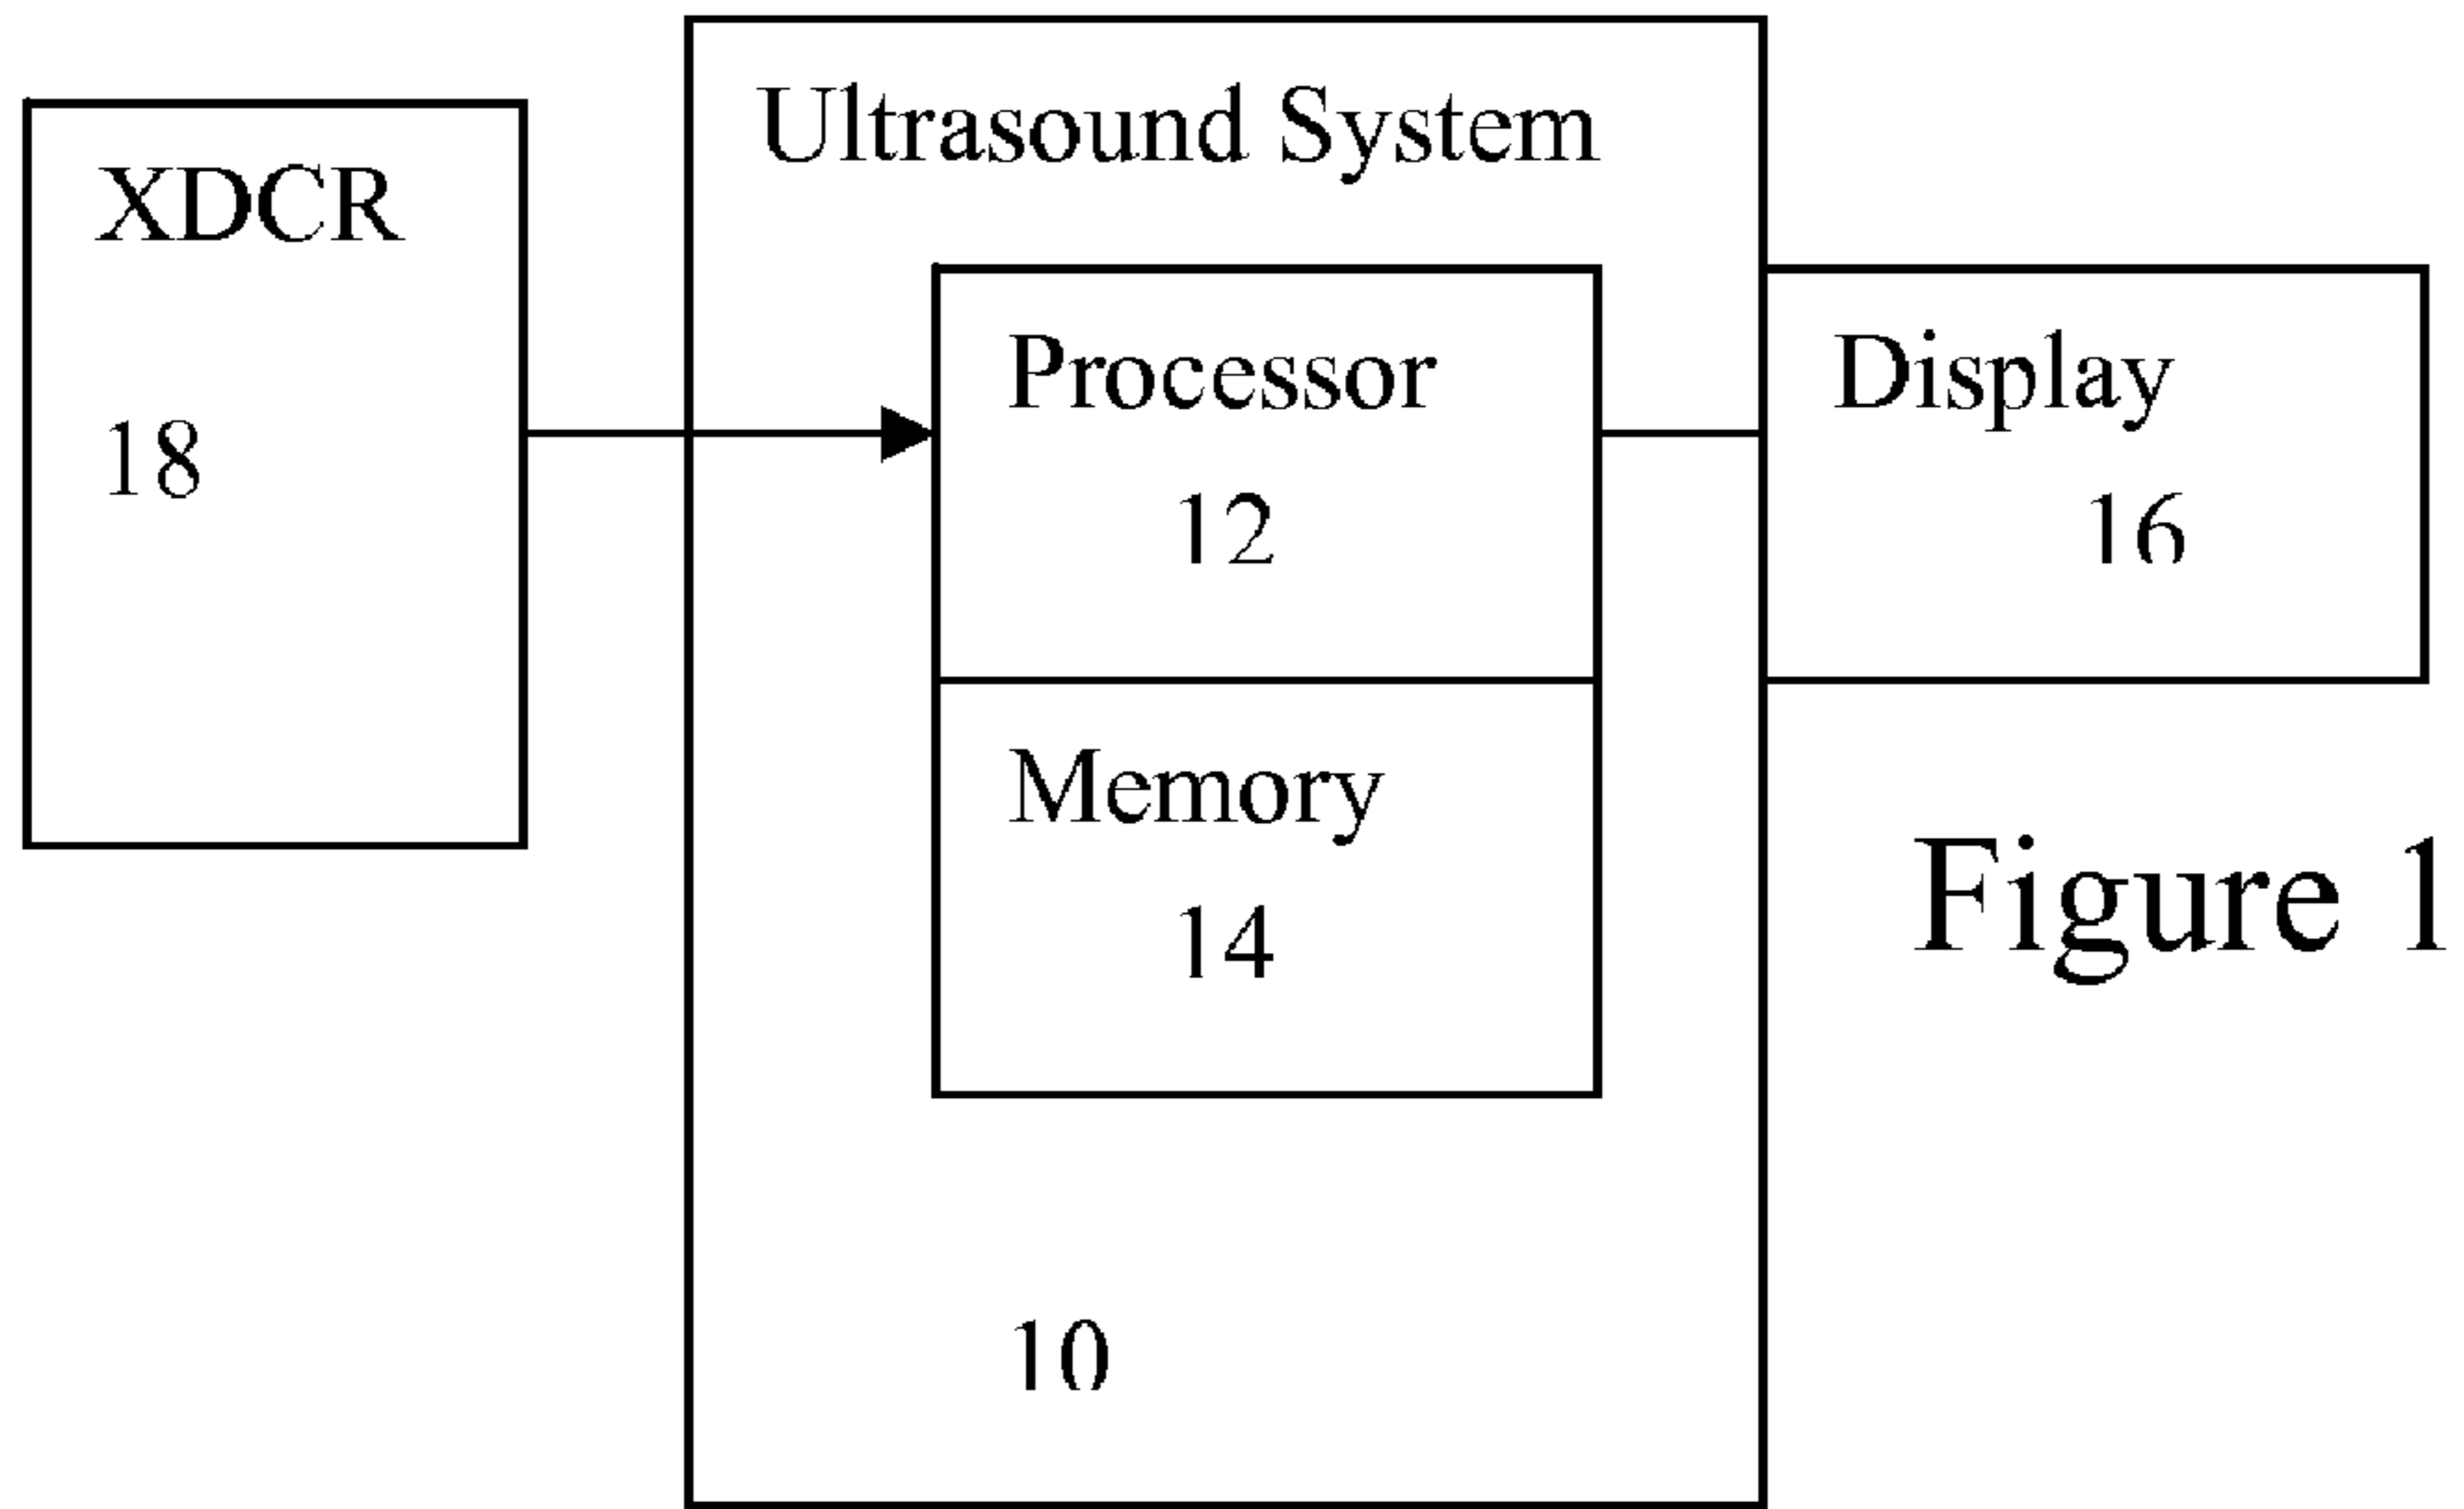 Ultrasound System
XDCR
18
Processor
12
Display
16
Memory
14
Figure 1
10